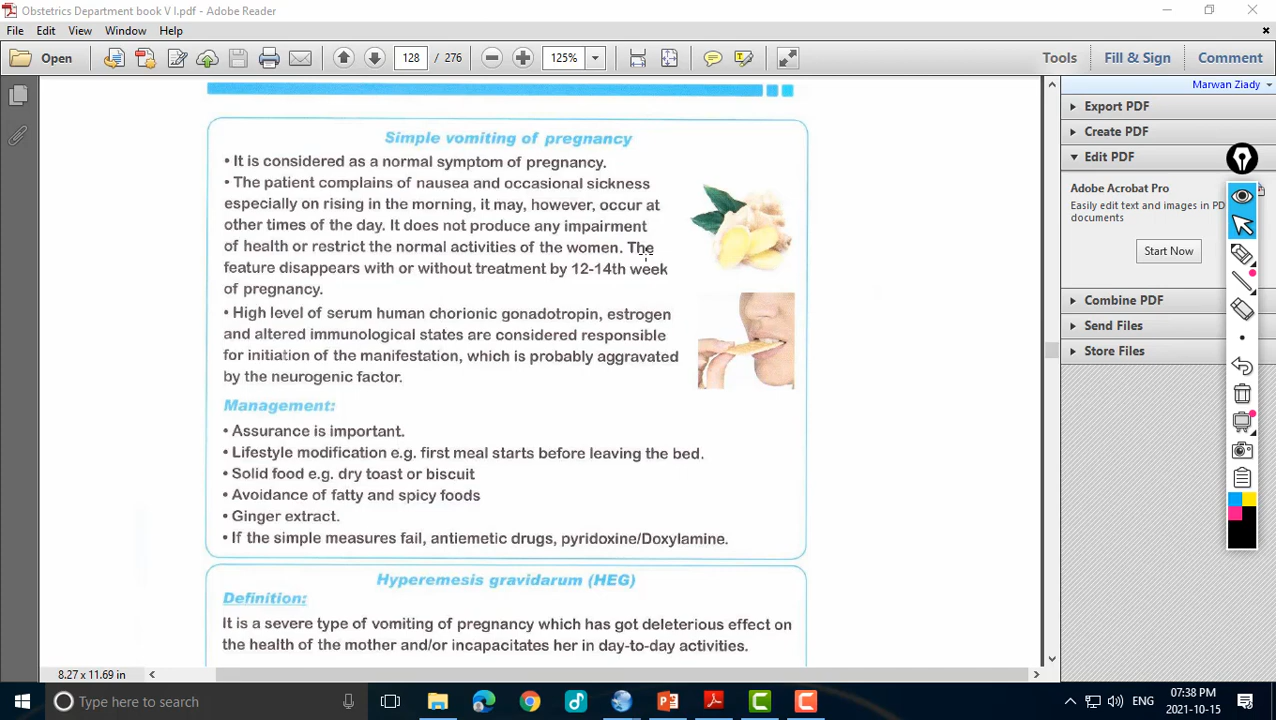 Obstetrics Department book V I.pdf - Adobe Reader
File Edit View Window Help
Open 128 / 276 125% Tools Fill & Sign Comment
Marwan Ziady
Export PDF
Create PDF
Edit PDF
Adobe Acrobat Pro
Easily edit text and images in PD
documents
Start Now
Combine PDF
Send Files
Store Files
Simple vomiting of pregnancy
• It is considered as a normal symptom of pregnancy.
• The patient complains of nausea and occasional sickness
especially on rising in the morning, it may, however, occur at
other times of the day. It does not produce any impairment
of health or restrict the normal activities of the women. The
feature disappears with or without treatment by 12-14th week
of pregnancy.
• High level of serum human chorionic gonadotropin, estrogen
and altered immunological states are considered responsible
for initiation of the manifestation, which is probably aggravated
by the neurogenic factor.
Management:
• Assurance is important.
• Lifestyle modification e.g. first meal starts before leaving the bed.
• Solid food e.g. dry toast or biscuit
• Avoidance of fatty and spicy foods
• Ginger extract.
• If the simple measures fail, antiemetic drugs, pyridoxine/Doxylamine.
Hyperemesis gravidarum (HEG)
Definition:
It is a severe type of vomiting of pregnancy which has got deleterious effect on
the health of the mother and/or incapacitates her in day-to-day activities.
8.27 x 11.69 in
Type here to search
ENG
07:38 PM
2021-10-15